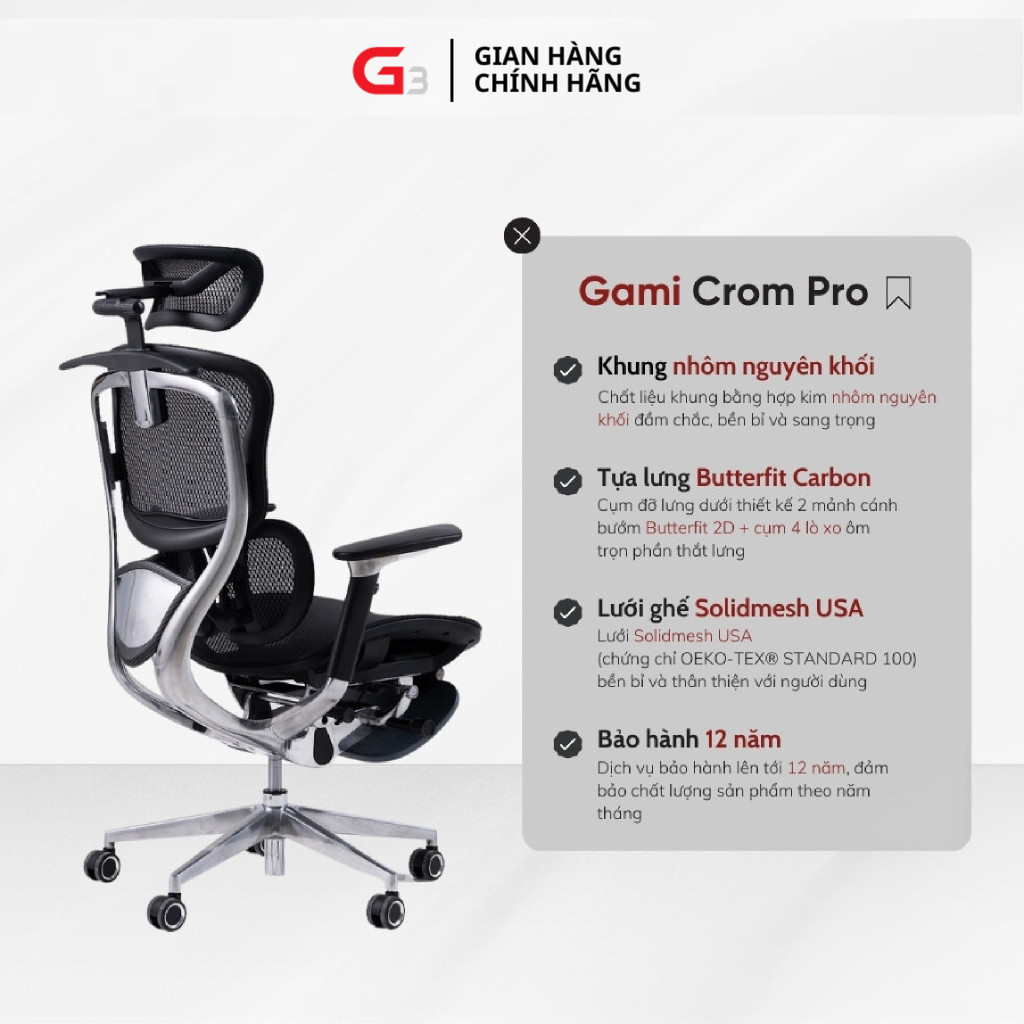 G3
GIAN HÀNG
CHÍNH HÃNG
Gami Crom Pro
Khung nhôm nguyên khối
Chất liệu khung bằng hợp kim nhôm nguyên
khối đầm chắc, bền bỉ và sang trọng
Tựa lưng Butterfit Carbon
Cụm đỡ lưng dưới thiết kế 2 mảnh cánh
bướm Butterfit 2D + cụm 4 lò xo ôm
trọn phần thắt lưng
Lưới ghế Solidmesh USA
Lưới Solidmesh USA
(chứng chỉ OEKO-TEX® STANDARD 100)
bền bỉ và thân thiện với người dùng
Bảo hành 12 năm
Dịch vụ bảo hành lên tới 12 năm, đảm
bảo chất lượng sản phẩm theo năm
tháng